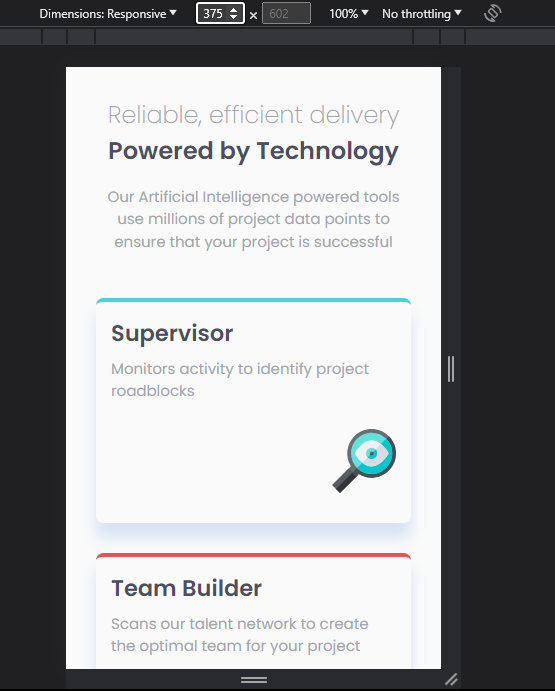 Dimensions: Responsive
375 × 602
100%
No throttling
Reliable, efficient delivery
Powered by Technology
Our Artificial Intelligence powered tools
use millions of project data points to
ensure that your project is successful
Supervisor
Monitors activity to identify project
roadblocks
Team Builder
Scans our talent network to create
the optimal team for your project